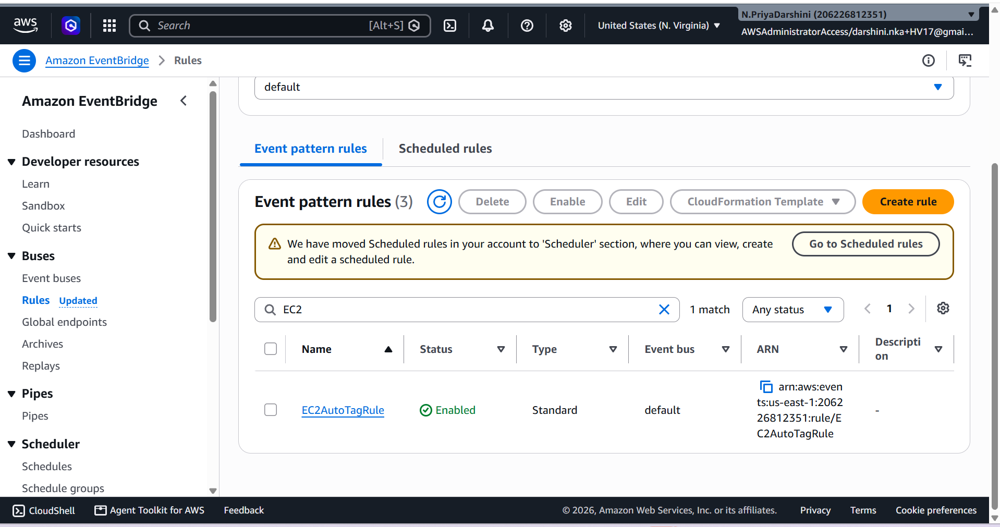 aws
Search
[Alt+S]
United States (N. Virginia)
N.PriyaDarshini (206226812351)
AWSAdministratorAccess/darshini.nka+HV17@gmai...
Amazon EventBridge
Rules
Amazon EventBridge
Dashboard
Developer resources
Learn
Sandbox
Quick starts
Buses
Event buses
Rules Updated
Global endpoints
Archives
Replays
Pipes
Pipes
Scheduler
Schedules
Schedule groups
default
Event pattern rules
Scheduled rules
Event pattern rules (3)
Delete
Enable
Edit
CloudFormation Template
Create rule
We have moved Scheduled rules in your account to 'Scheduler' section, where you can view, create
and edit a scheduled rule.
Go to Scheduled rules
EC2
1 match
Any status
1
Name
Status
Type
Event bus
ARN
Descripti
on
EC2AutoTagRule
Enabled
Standard
default
arn:aws:even
ts:us-east-1:2062
26812351:rule/E
C2AutoTagRule
-
CloudShell
Agent Toolkit for AWS
Feedback
© 2026, Amazon Web Services, Inc. or its affiliates.
Privacy
Terms
Cookie preferences